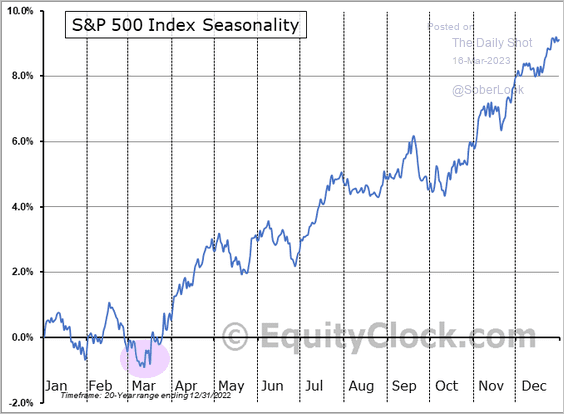 S&P 500 Index Seasonality
Posted on
The Daily Shot
16-Mar-2023
@SoberLook
10.0%
8.0%
6.0%
4.0%
2.0%
0.0%
-2.0%
© EquityClock.com
Jan Feb Mar Apr May Jun Jul Aug Sep Oct Nov Dec
Timeframe: 20-Year range ending 12/31/2022